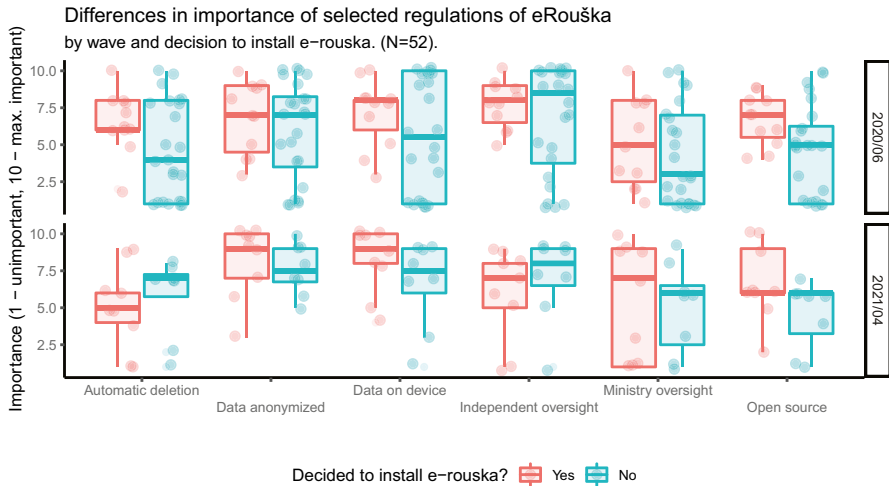 Differences in importance of selected regulations of eRouška
by wave and decision to install e−rouska. (N=52).
Importance (1 − unimportant, 10 − max. important)
10.0
7.5
5.0
2.5
2020/06
10.0
7.5
5.0
2.5
2021/04
Automatic deletion
Data anonymized
Data on device
Independent oversight
Ministry oversight
Open source
Decided to install e−rouska? Yes No